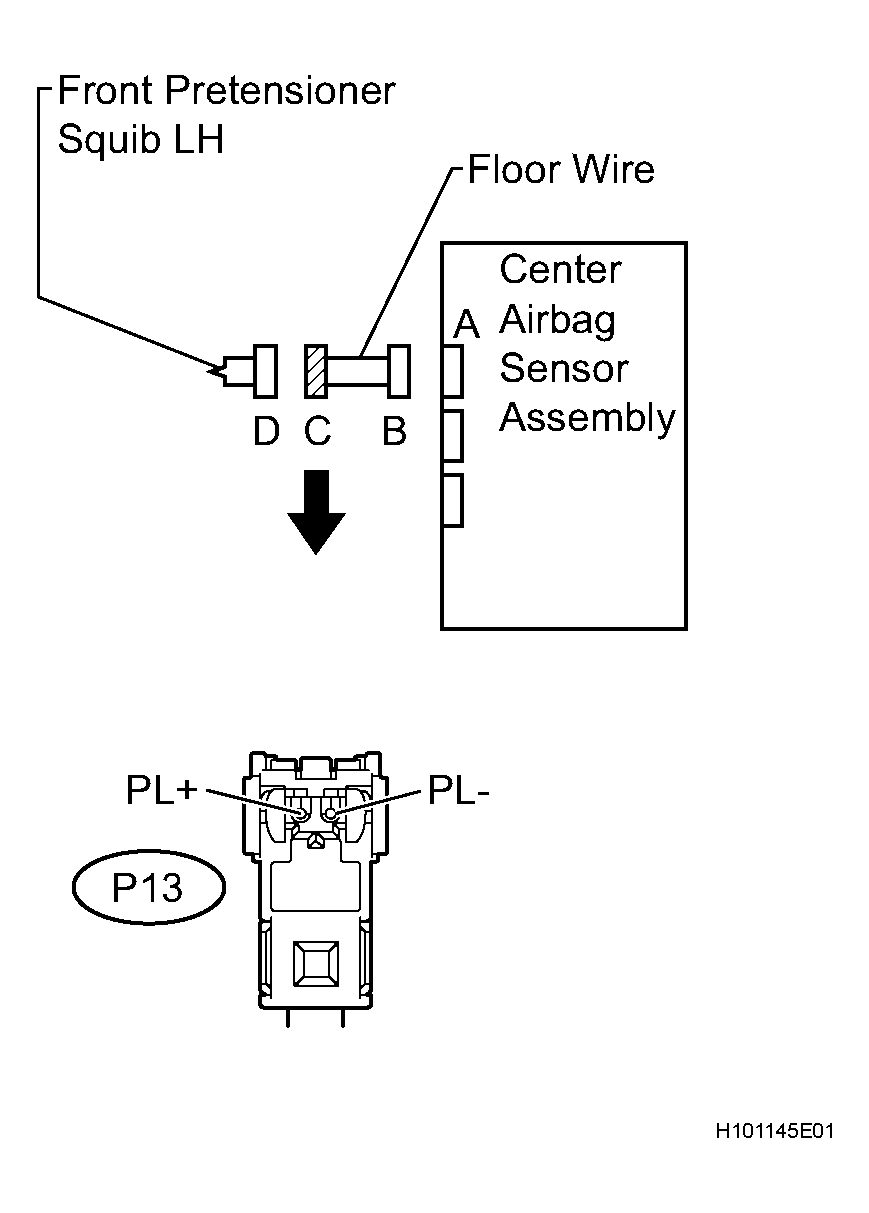 Front Pretensioner
Squib LH
Floor Wire
Center
A Airbag
Sensor
Assembly
D C B
PL+ PL-
P13
H101145E01